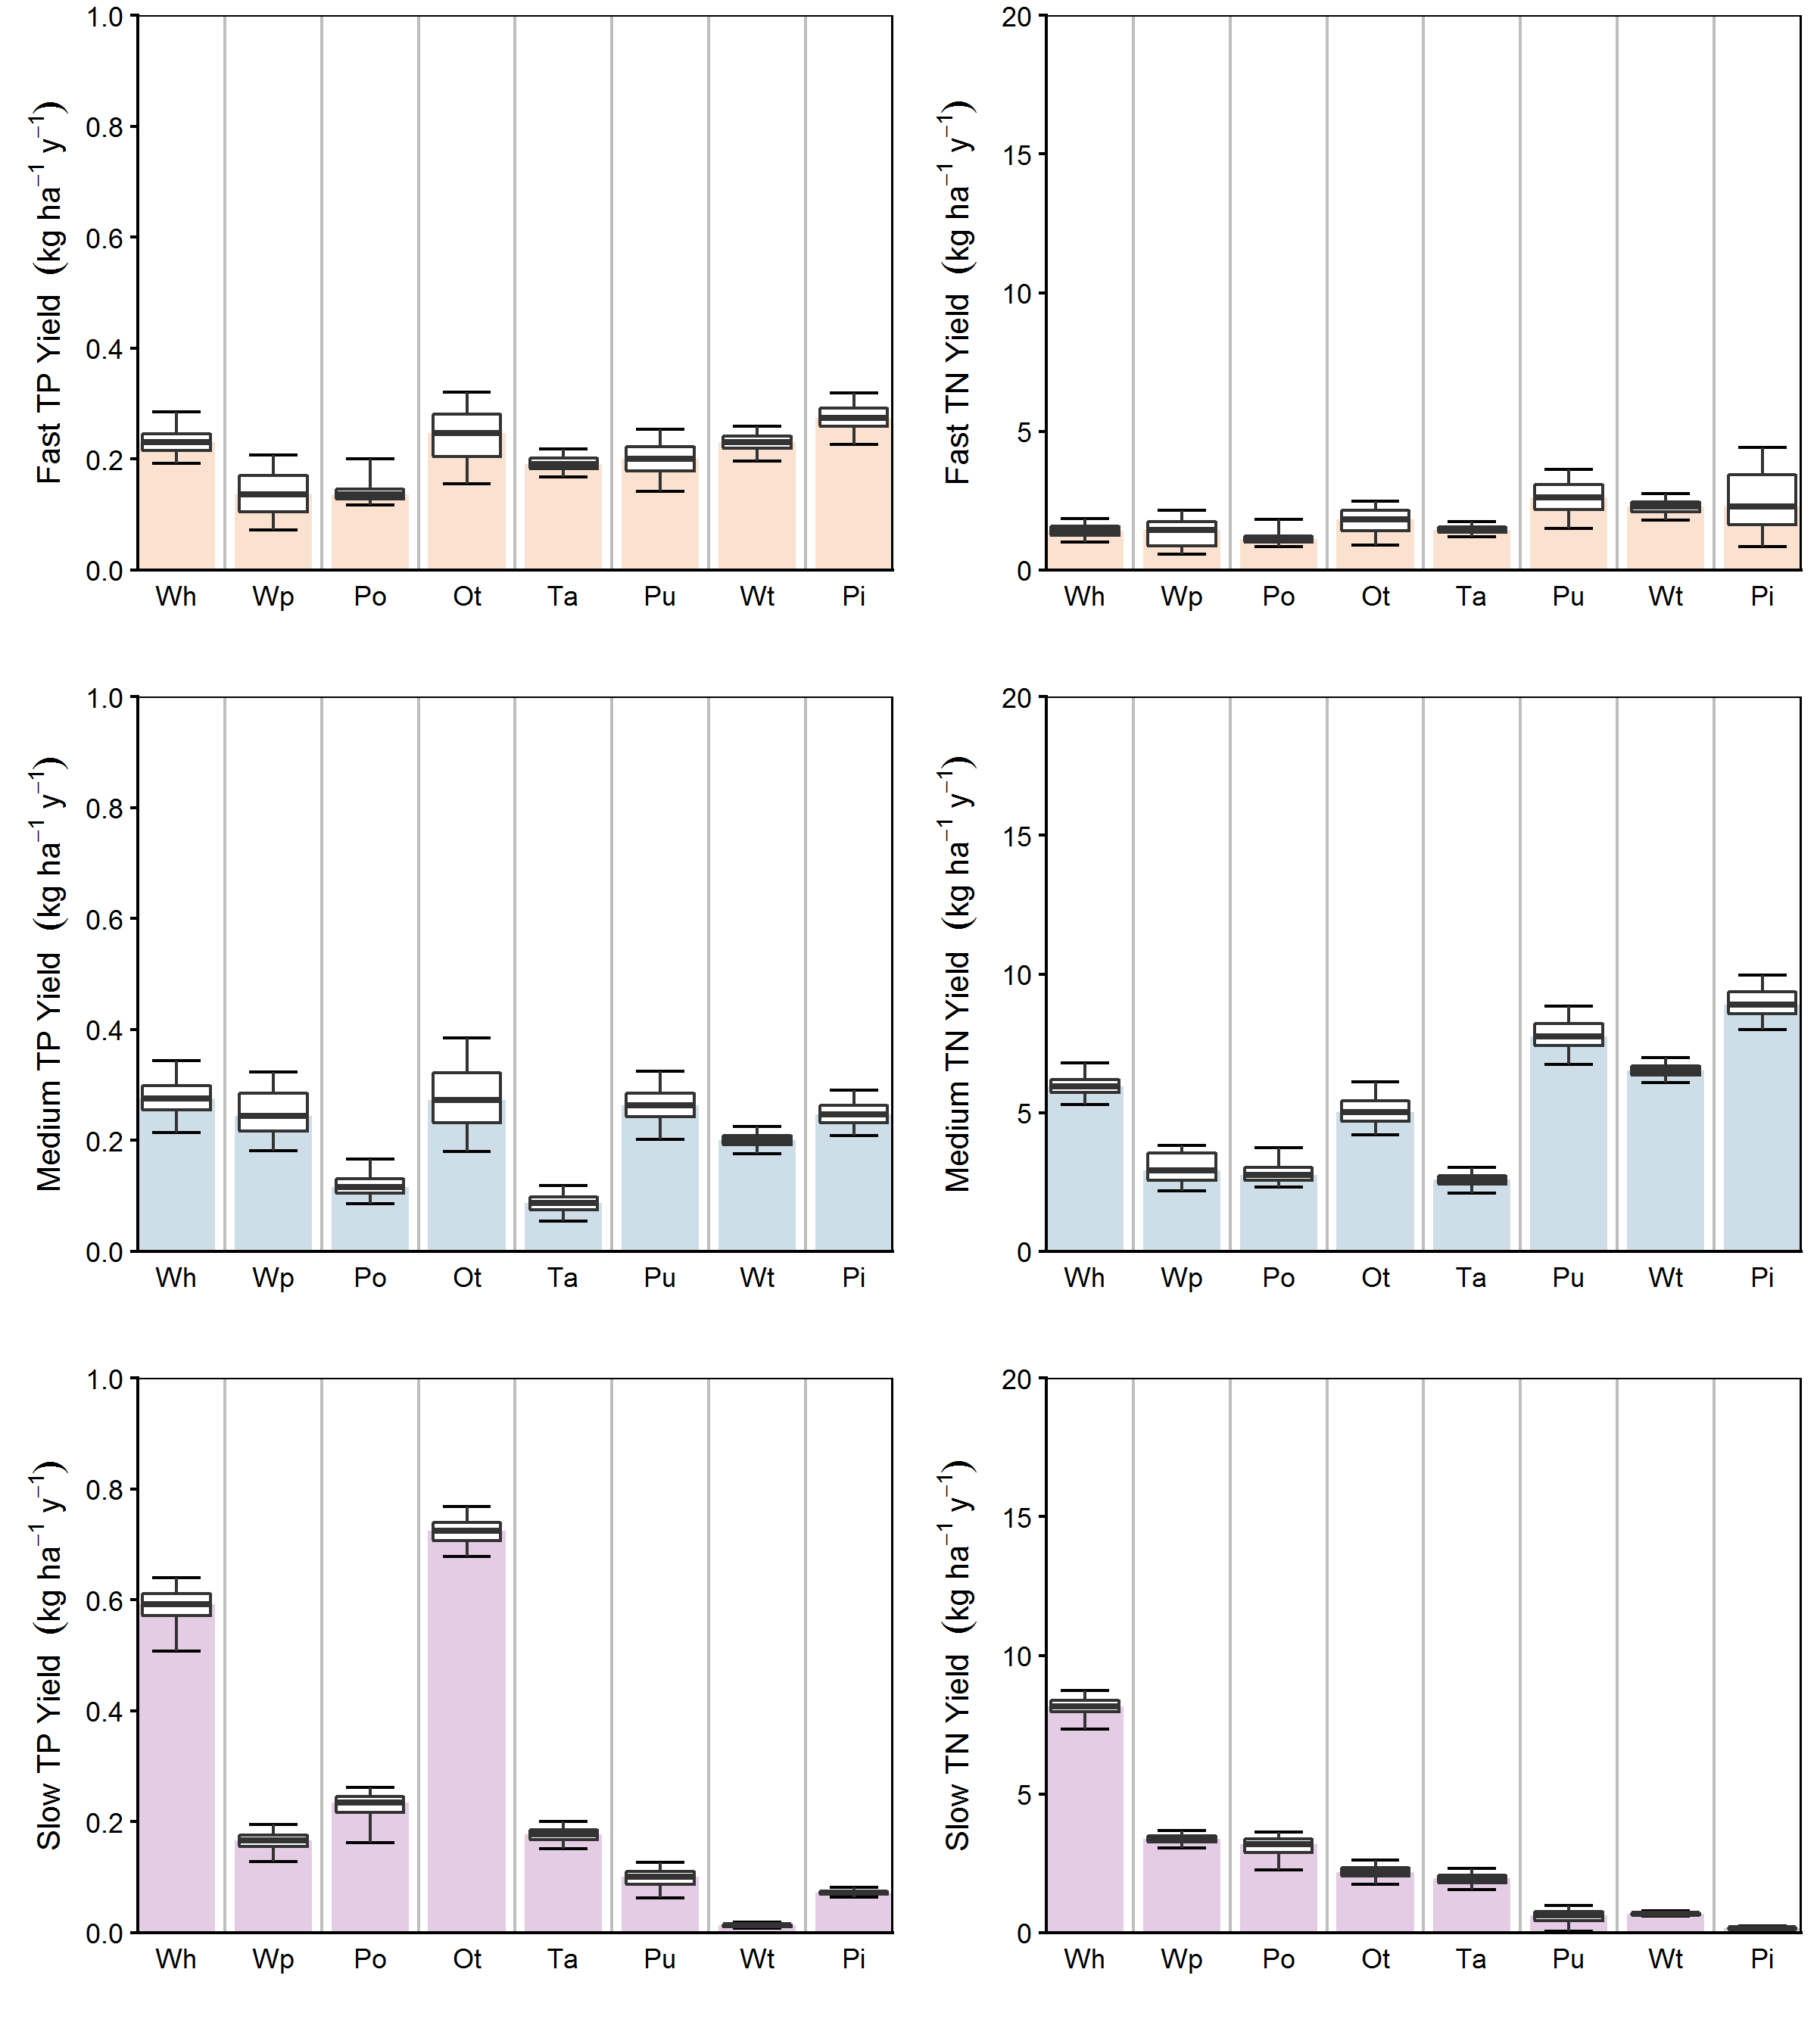 Fast TP Yield (kg ha⁻¹ y⁻¹)
1.0
0.8
0.6
0.4
0.2
0.0
Wh Wp Po Ot Ta Pu Wt Pi
Fast TN Yield (kg ha⁻¹ y⁻¹)
20
15
10
5
0
Wh Wp Po Ot Ta Pu Wt Pi
Medium TP Yield (kg ha⁻¹ y⁻¹)
1.0
0.8
0.6
0.4
0.2
0.0
Wh Wp Po Ot Ta Pu Wt Pi
Medium TN Yield (kg ha⁻¹ y⁻¹)
20
15
10
5
0
Wh Wp Po Ot Ta Pu Wt Pi
Slow TP Yield (kg ha⁻¹ y⁻¹)
1.0
0.8
0.6
0.4
0.2
0.0
Wh Wp Po Ot Ta Pu Wt Pi
Slow TN Yield (kg ha⁻¹ y⁻¹)
20
15
10
5
0
Wh Wp Po Ot Ta Pu Wt Pi